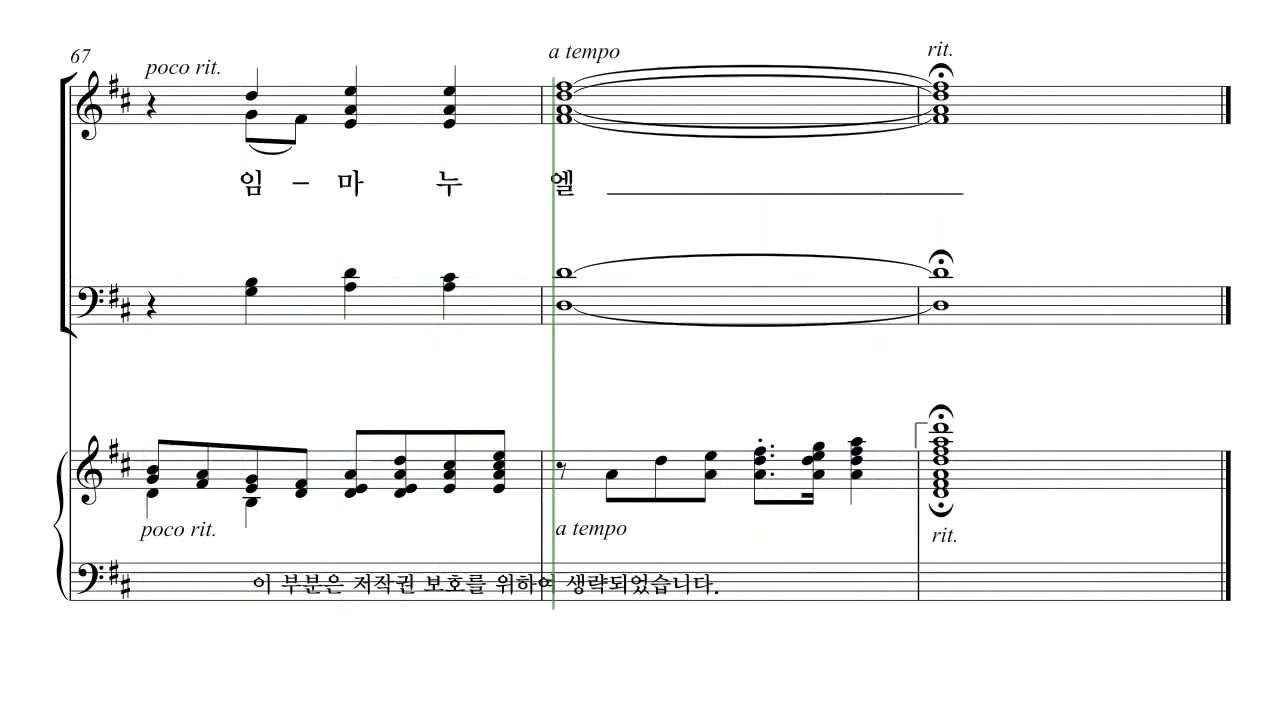 67
poco rit.
a tempo
rit.
임 – 마 누 엘
poco rit.
a tempo
rit.
이 부분은 저작권 보호를 위하여 생략되었습니다.